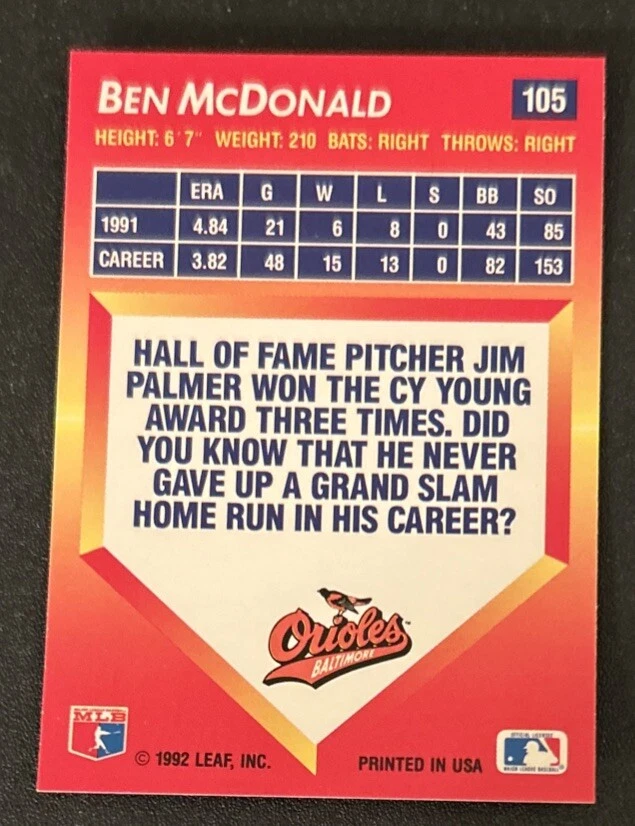 BEN MCDONALD 105
HEIGHT: 6' 7" WEIGHT: 210 BATS: RIGHT THROWS: RIGHT
ERA G W L S BB SO
1991 4.84 21 6 8 0 43 85
CAREER 3.82 48 15 13 0 82 153
HALL OF FAME PITCHER JIM
PALMER WON THE CY YOUNG
AWARD THREE TIMES. DID
YOU KNOW THAT HE NEVER
GAVE UP A GRAND SLAM
HOME RUN IN HIS CAREER?
Orioles
BALTIMORE
MLB
© 1992 LEAF, INC. PRINTED IN USA